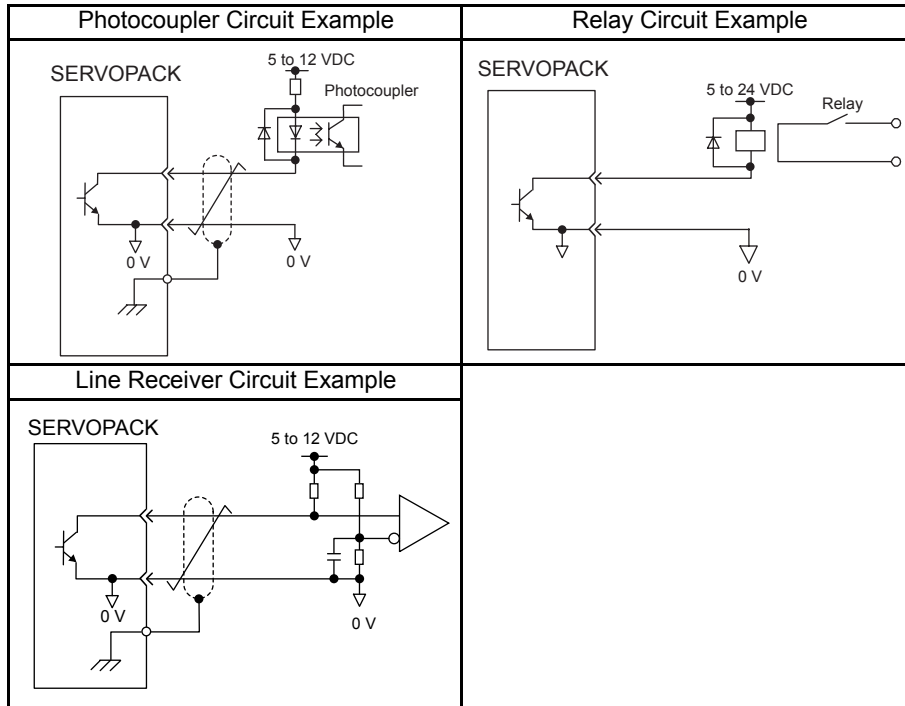 Photocoupler Circuit Example
SERVOPACK
5 to 12 VDC
Photocoupler
0 V
0 V
Relay Circuit Example
SERVOPACK
5 to 24 VDC
Relay
0 V
Line Receiver Circuit Example
SERVOPACK
5 to 12 VDC
0 V
0 V